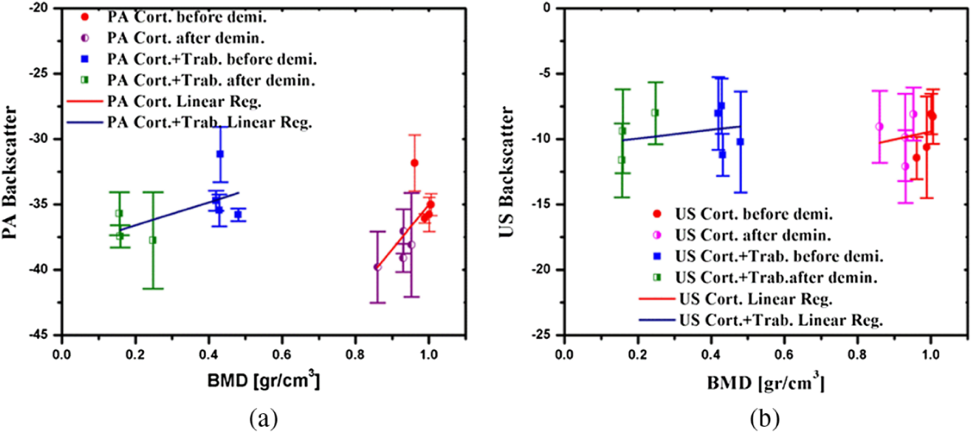 -20
-25
-30
-35
-40
-45
PA Backscatter
PA Cort. before demi.
PA Cort. after demin.
PA Cort.+Trab. before demi.
PA Cort.+Trab. after demin.
PA Cort. Linear Reg.
PA Cort.+Trab. Linear Reg.
0.0 0.2 0.4 0.6 0.8 1.0
BMD [gr/cm³]
(a)
0
-5
-10
-15
-20
-25
US Backscatter
US Cort. before demi.
US Cort. after demin.
US Cort.+Trab. before demi.
US Cort.+Trab.after demin.
US Cort. Linear Reg.
US Cort.+Trab. Linear Reg.
0.0 0.2 0.4 0.6 0.8 1.0
BMD [gr/cm³]
(b)